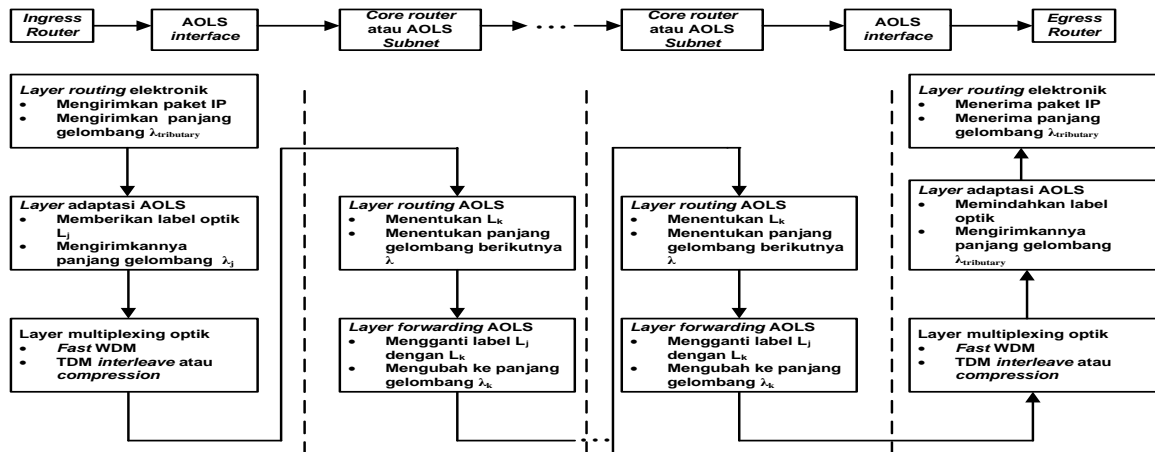 Ingress
Router
AOLS
interface
Core router
atau AOLS
Subnet
...
Core router
atau AOLS
Subnet
AOLS
interface
Egress
Router
Layer routing elektronik
• Mengirimkan paket IP
• Mengirimkan panjang
gelombang λtributary
Layer adaptasi AOLS
• Memberikan label optik
Lj
• Mengirimkannya
panjang gelombang λj
Layer multiplexing optik
• Fast WDM
• TDM interleave atau
compression
Layer routing AOLS
• Menentukan Lk
• Menentukan panjang
gelombang berikutnya
λ
Layer forwarding AOLS
• Mengganti label Lj
dengan Lk
• Mengubah ke panjang
gelombang λk
...
Layer routing AOLS
• Menentukan Lk
• Menentukan panjang
gelombang berikutnya
λ
Layer forwarding AOLS
• Mengganti label Lj
dengan Lk
• Mengubah ke panjang
gelombang λk
Layer routing elektronik
• Menerima paket IP
• Menerima panjang
gelombang λtributary
Layer adaptasi AOLS
• Memindahkan label
optik
• Mengirimkannya
panjang gelombang
λtributary
Layer multiplexing optik
• Fast WDM
• TDM interleave atau
compression